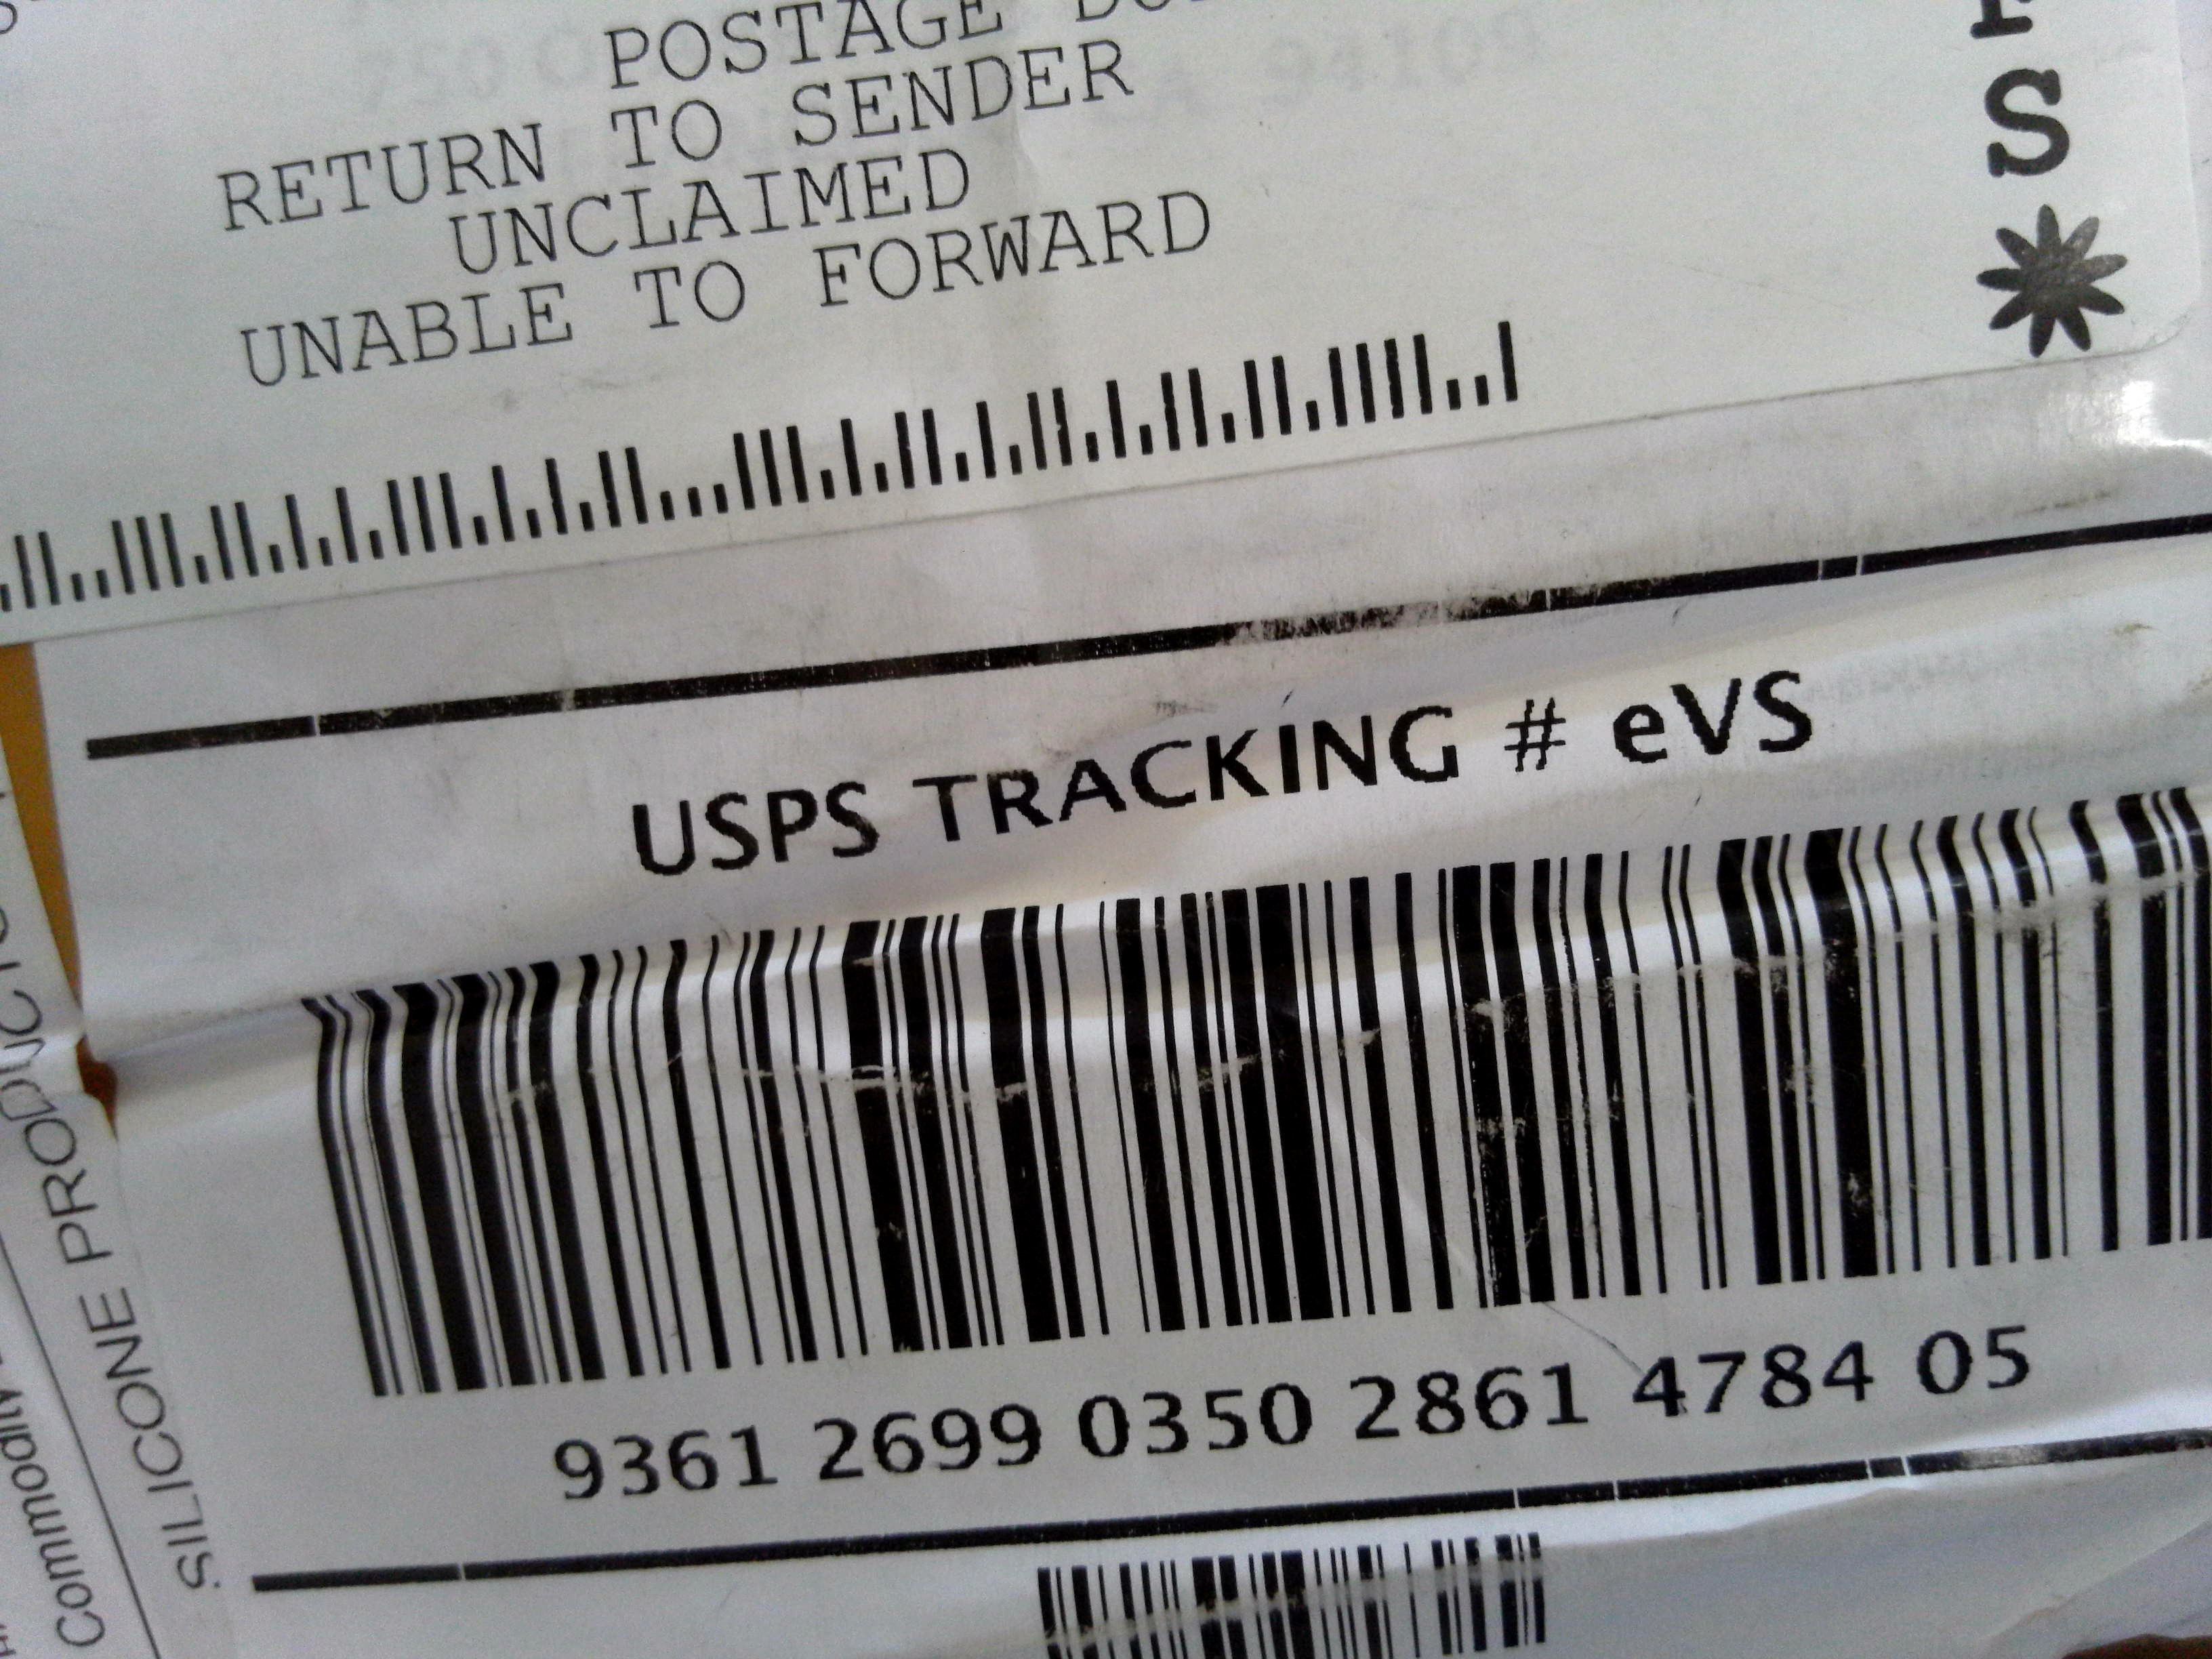 POSTAGE
RETURN TO SENDER
UNCLAIMED
UNABLE TO FORWARD
S
USPS TRACKING # eVS
9361 2699 0350 2861 4784 05
SILICONE PRODUCT
Commodity